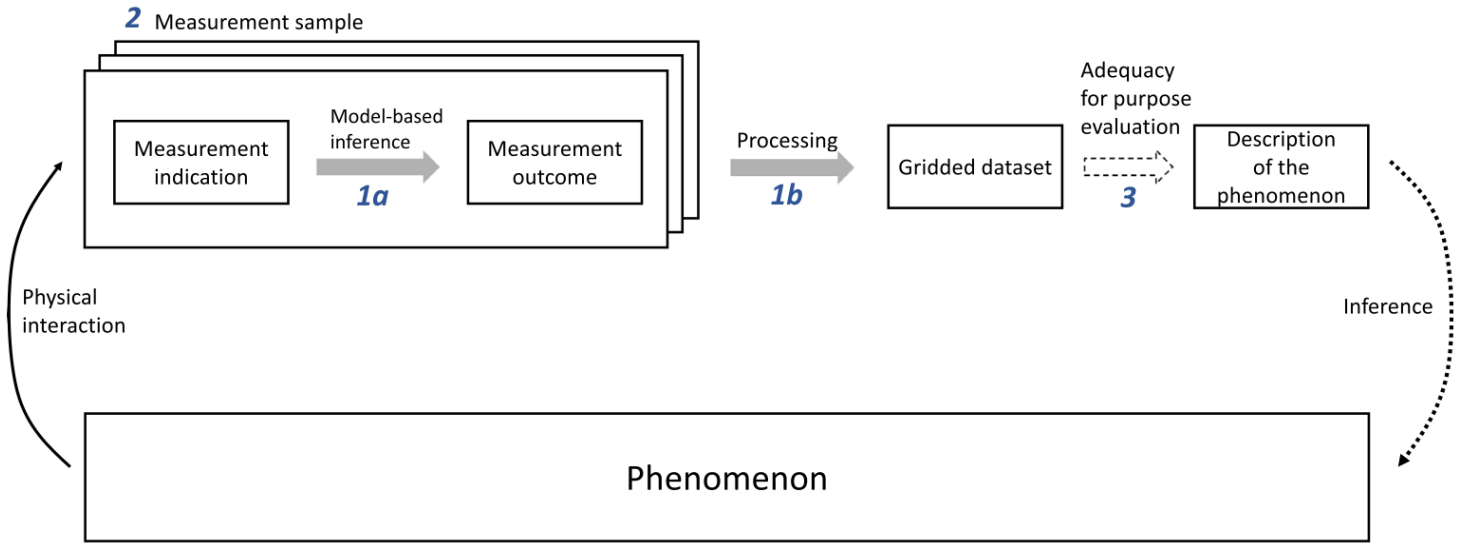 2 Measurement sample
Model-based
inference
Measurement
indication
1a
Measurement
outcome
Processing
1b
Gridded dataset
Adequacy
for purpose
evaluation
3
Description
of the
phenomenon
Physical
interaction
Inference
Phenomenon